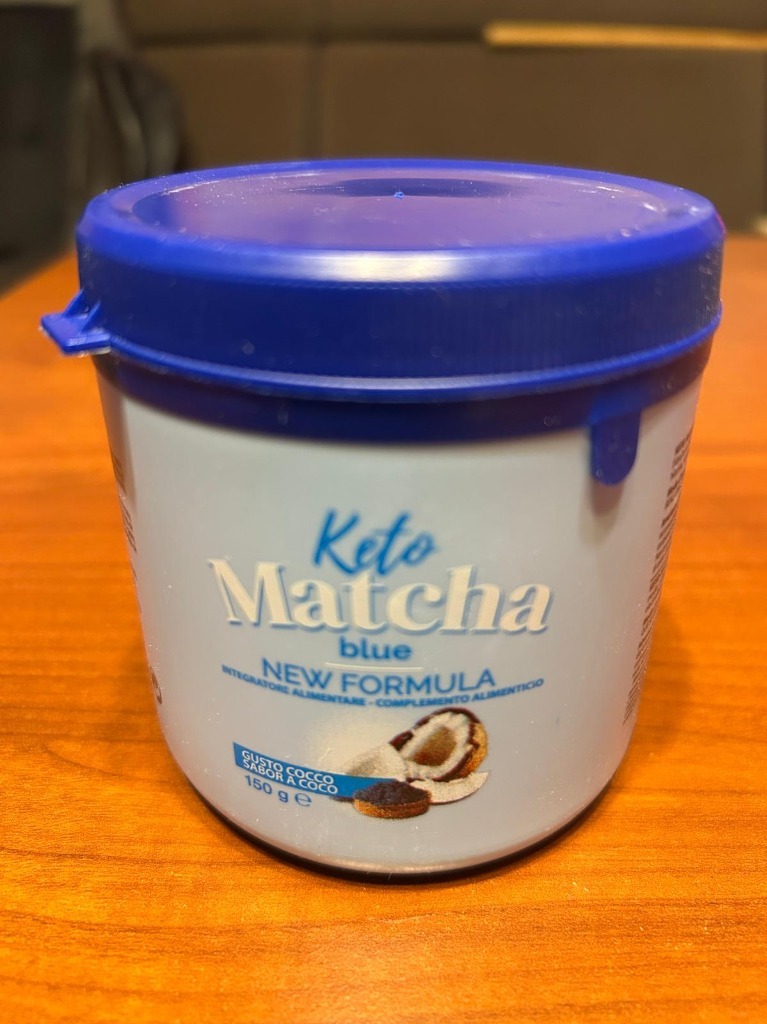 Keto
Matcha
blue
NEW FORMULA
INTEGRATORE ALIMENTARE - COMPLEMENTO ALIMENTICIO
GUSTO COCCO
SABOR A COCO
150 g ℮